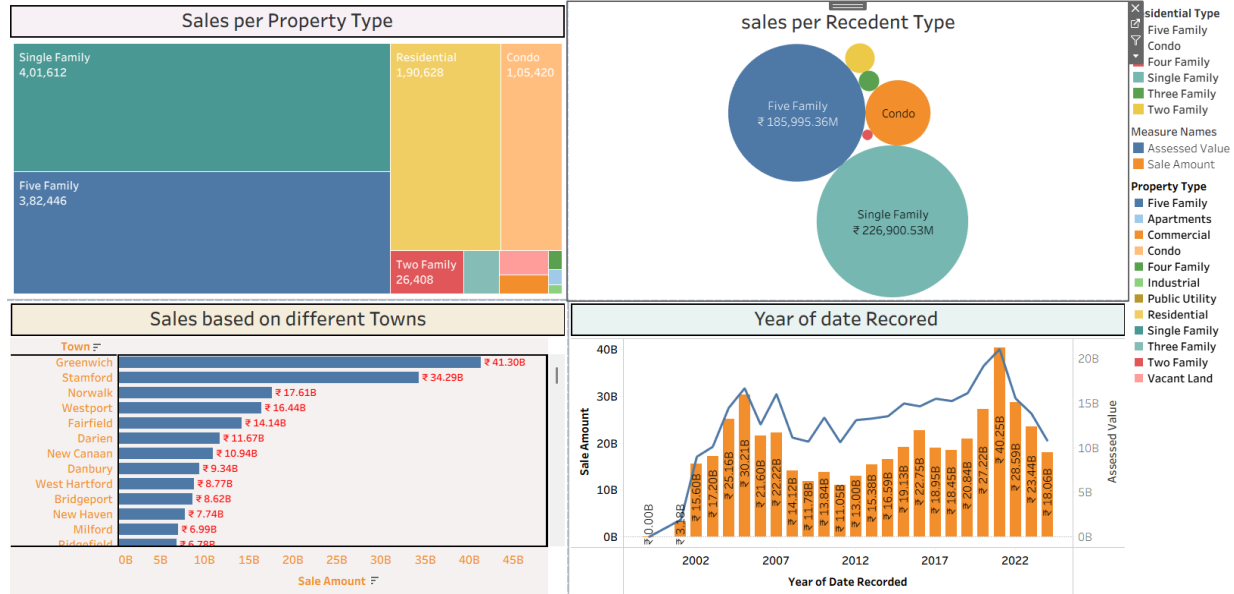 Sales per Property Type
Single Family
4,01,612
Five Family
3,82,446
Residential
1,90,628
Condo
1,05,420
Two Family
26,408
sales per Recedent Type
Five Family
₹ 185,995.36M
Condo
Single Family
₹ 226,900.53M
sidential Type
Five Family
Condo
Four Family
Single Family
Three Family
Two Family
Measure Names
Assessed Value
Sale Amount
Property Type
Five Family
Apartments
Commercial
Condo
Four Family
Industrial
Public Utility
Residential
Single Family
Three Family
Two Family
Vacant Land
Sales based on different Towns
Town
Greenwich ₹ 41.30B
Stamford ₹ 34.29B
Norwalk ₹ 17.61B
Westport ₹ 16.44B
Fairfield ₹ 14.14B
Darien ₹ 11.67B
New Canaan ₹ 10.94B
Danbury ₹ 9.34B
West Hartford ₹ 8.77B
Bridgeport ₹ 8.62B
New Haven ₹ 7.74B
Milford ₹ 6.99B
Ridgefield ₹ 6.78B
0B 5B 10B 15B 20B 25B 30B 35B 40B 45B
Sale Amount
Year of date Recored
40B
30B
20B
10B
0B
Sale Amount
20B
15B
10B
5B
0B
Assessed Value
₹ 15.60B
₹ 17.20B
₹ 25.16B
₹ 30.21B
₹ 21.60B
₹ 22.22B
₹ 14.12B
₹ 11.78B
₹ 13.84B
₹ 11.05B
₹ 13.00B
₹ 15.38B
₹ 16.59B
₹ 19.13B
₹ 22.75B
₹ 18.95B
₹ 18.45B
₹ 20.84B
₹ 27.22B
₹ 40.25B
₹ 28.59B
₹ 23.44B
₹ 18.06B
2002 2007 2012 2017 2022
Year of Date Recorded